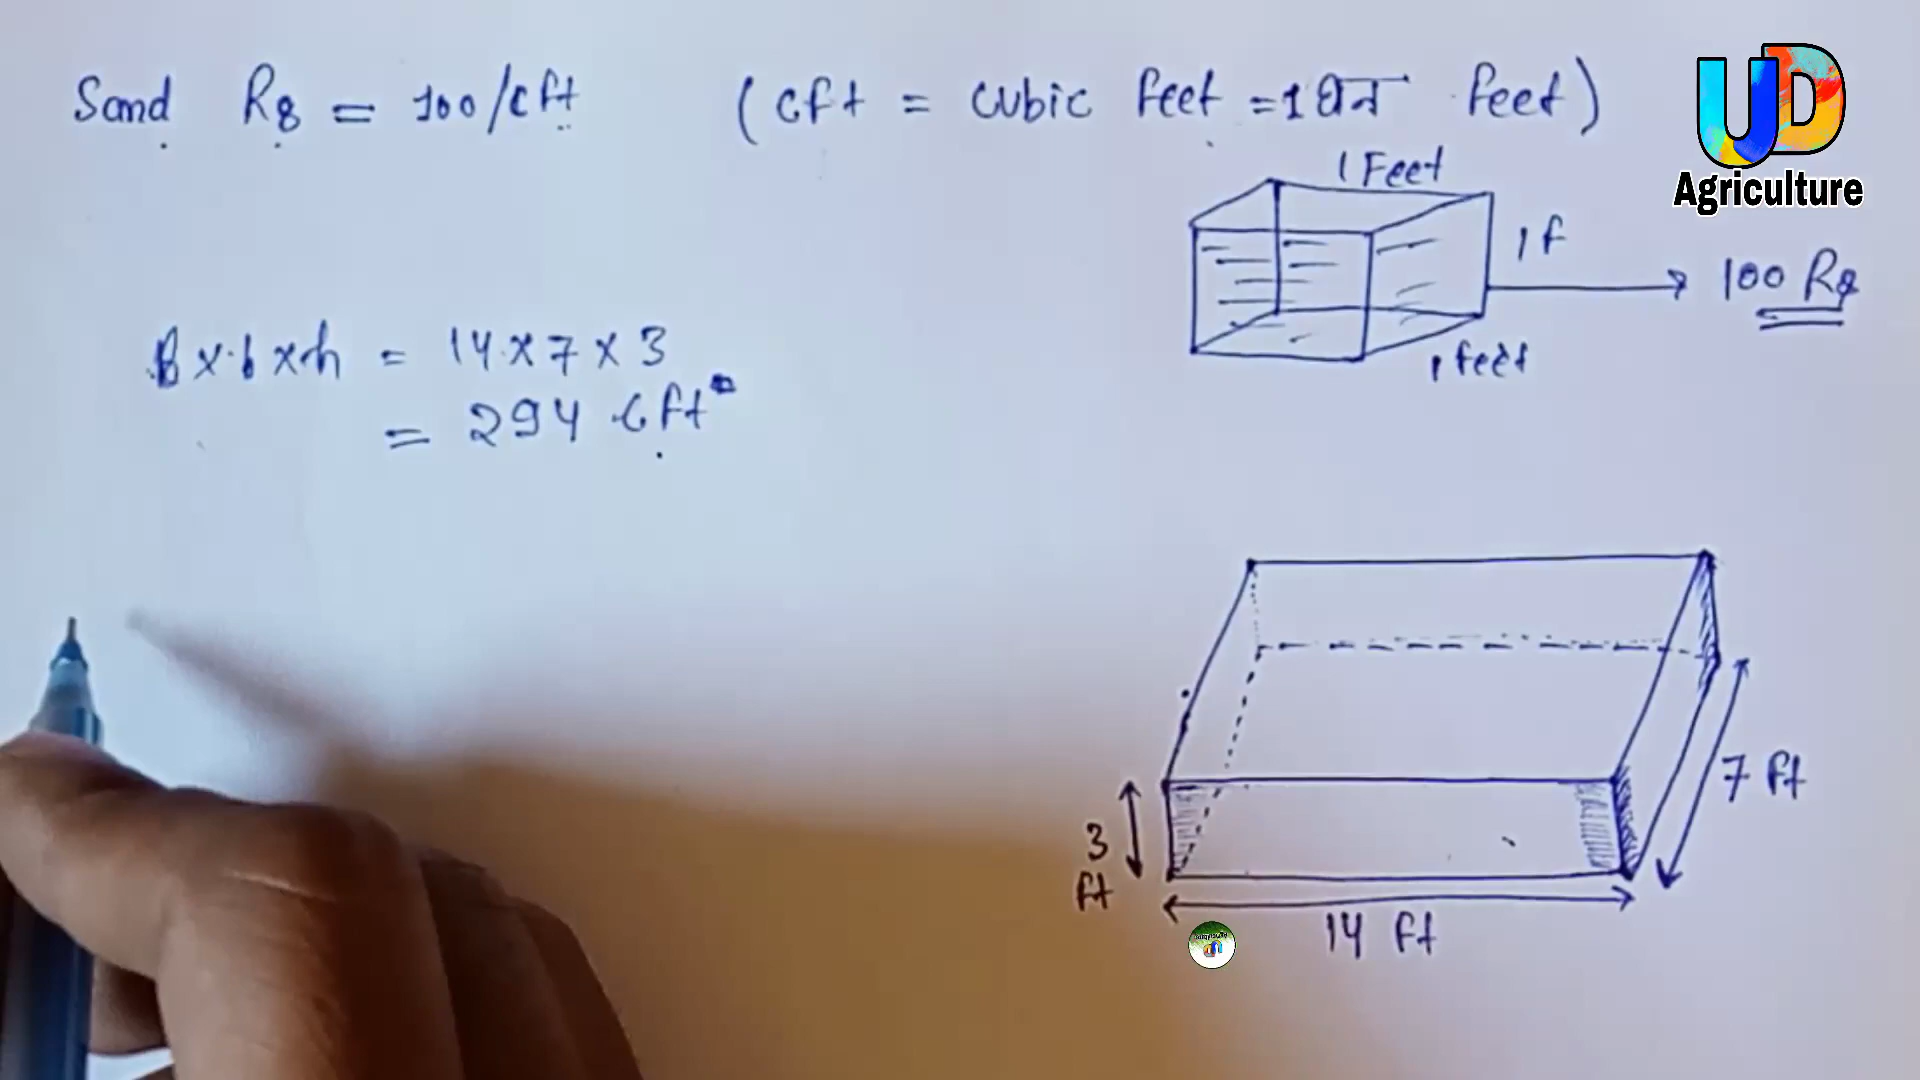 Sand Rs = 100/cft (cft = cubic feet = 1 घन feet)
UD
Agriculture
1 Feet
1 f
100 Rs
1 feet
l x b x h = 14 x 7 x 3
= 294 cft
7 ft
3
ft
14 ft